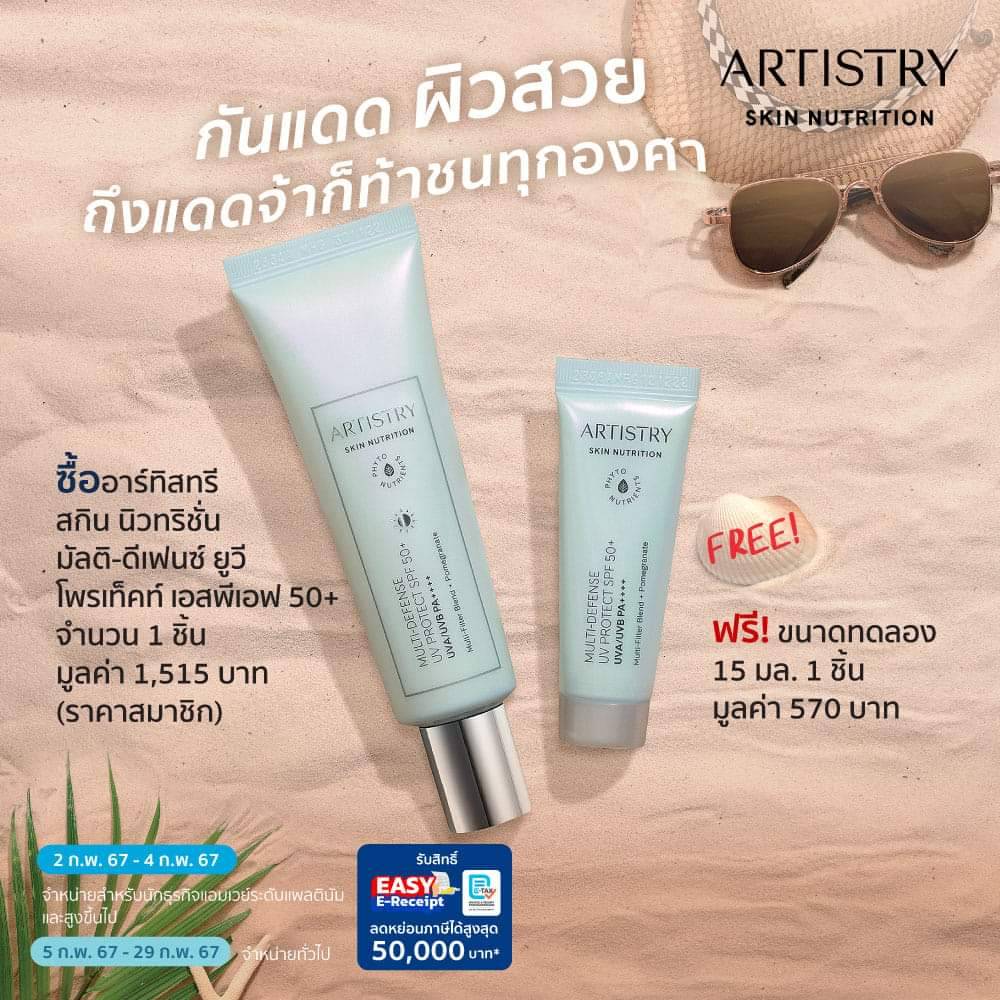 ARTISTRY
SKIN NUTRITION
กันแดด ผิวสวย
ถึงแดดจ้าก็ท้าชนทุกองศา
ARTISTRY
SKIN NUTRITION
PHYTO NUTRIENTS
MULTI-DEFENSE
UV PROTECT SPF 50+
UVA/UVB PA++++
Multi-Filter Blend + Pomegranate
ARTISTRY
SKIN NUTRITION
PHYTO NUTRIENTS
MULTI-DEFENSE
UV PROTECT SPF 50+
UVA/UVB PA++++
Multi-Filter Blend + Pomegranate
ซื้ออาร์ทิสทรี
สกิน นิวทริชั่น
มัลติ-ดีเฟนซ์ ยูวี
โพรเท็คท์ เอสพีเอฟ 50+
จำนวน 1 ชิ้น
มูลค่า 1,515 บาท
(ราคาสมาชิก)
FREE!
ฟรี! ขนาดทดลอง
15 มล. 1 ชิ้น
มูลค่า 570 บาท
2 ก.พ. 67 - 4 ก.พ. 67
จำหน่ายสำหรับนักธุรกิจแอมเวย์ระดับแพลตินัม
และสูงขึ้นไป
5 ก.พ. 67 - 29 ก.พ. 67 จำหน่ายทั่วไป
รับสิทธิ์
EASY
E-Receipt
E-TAX
ลดหย่อนภาษีได้สูงสุด
50,000 บาท*